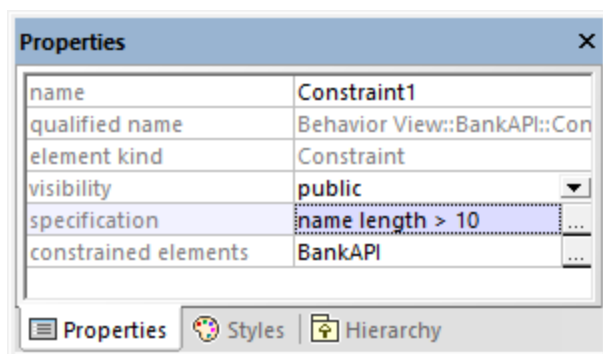 Properties
name Constraint1
qualified name Behavior View::BankAPI::Con
element kind Constraint
visibility public
specification name length > 10 ...
constrained elements BankAPI ...
Properties Styles Hierarchy